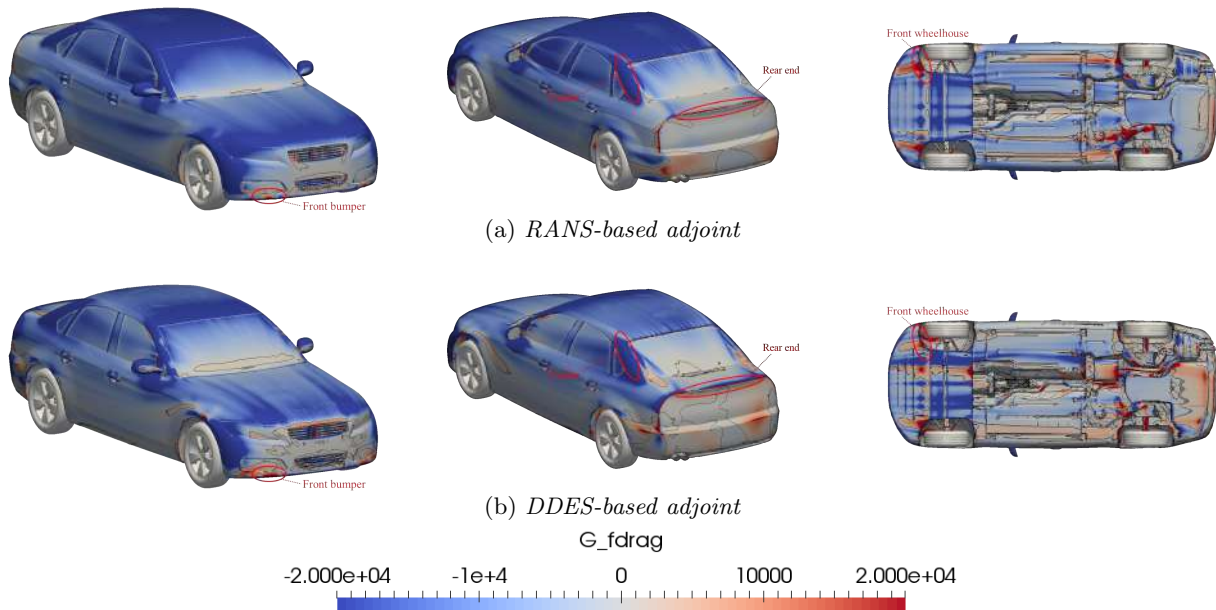 Front wheelhouse
Rear end
Front bumper
(a) RANS-based adjoint
Front wheelhouse
Rear end
Front bumper
(b) DDES-based adjoint
G_fdrag
-2.000e+04 -1e+4 0 10000 2.000e+04